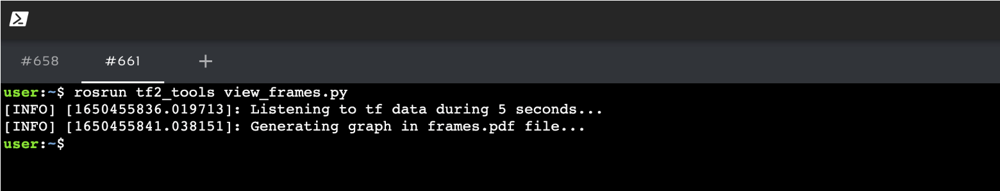 #658 #661 +
user:~$ rosrun tf2_tools view_frames.py
[INFO] [1650455836.019713]: Listening to tf data during 5 seconds...
[INFO] [1650455841.038151]: Generating graph in frames.pdf file...
user:~$